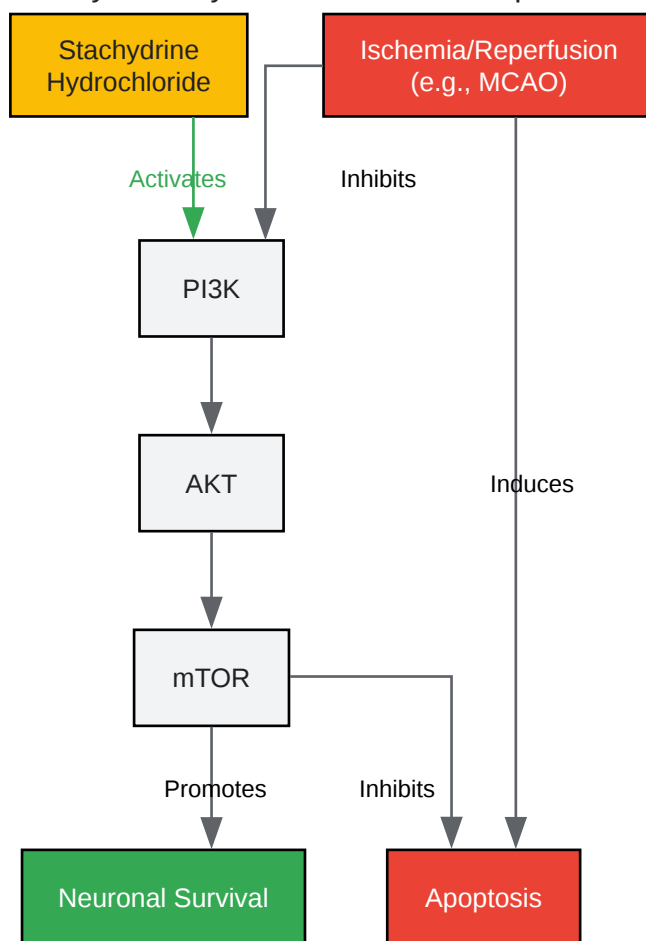 Stachydrine
Hydrochloride
Ischemia/Reperfusion
(e.g., MCAO)
Activates
Inhibits
PI3K
AKT
Induces
mTOR
Promotes
Inhibits
Neuronal Survival
Apoptosis